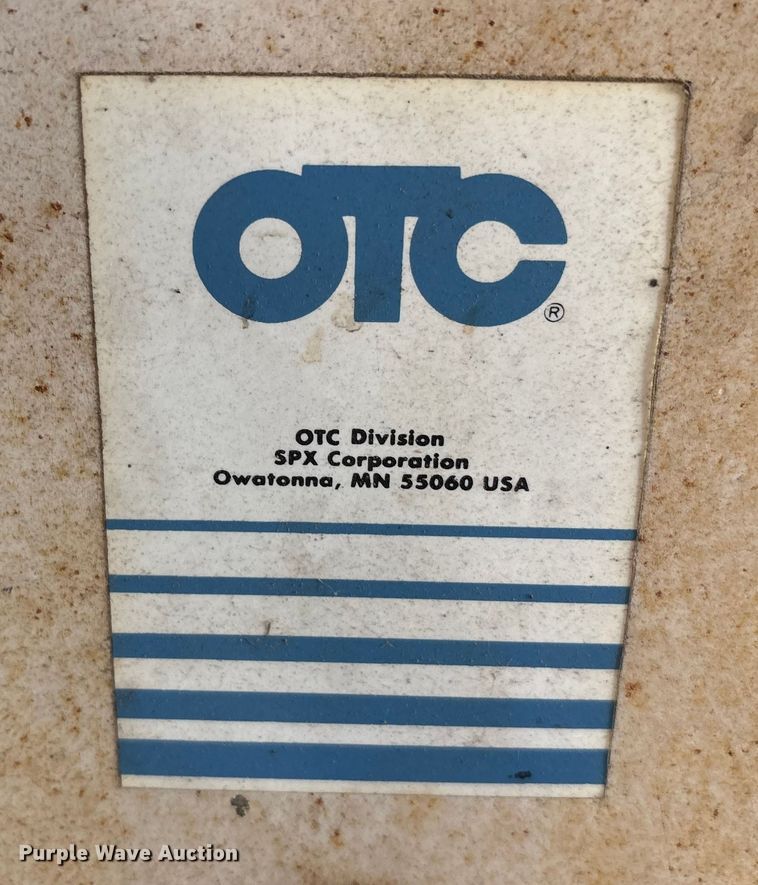 OTC
®
OTC Division
SPX Corporation
Owatonna, MN 55060 USA
Purple Wave Auction